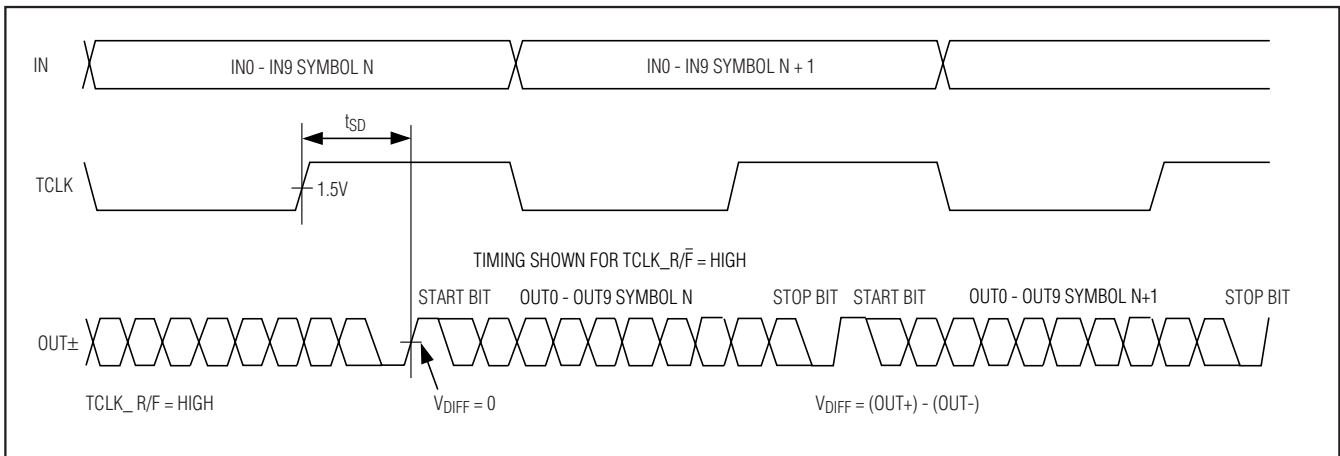 IN
IN0 - IN9 SYMBOL N
IN0 - IN9 SYMBOL N + 1
tSD
TCLK
1.5V
TIMING SHOWN FOR TCLK_R/F̅ = HIGH
START BIT
OUT0 - OUT9 SYMBOL N
STOP BIT
START BIT
OUT0 - OUT9 SYMBOL N+1
STOP BIT
OUT±
TCLK_ R/F = HIGH
VDIFF = 0
VDIFF = (OUT+) - (OUT-)